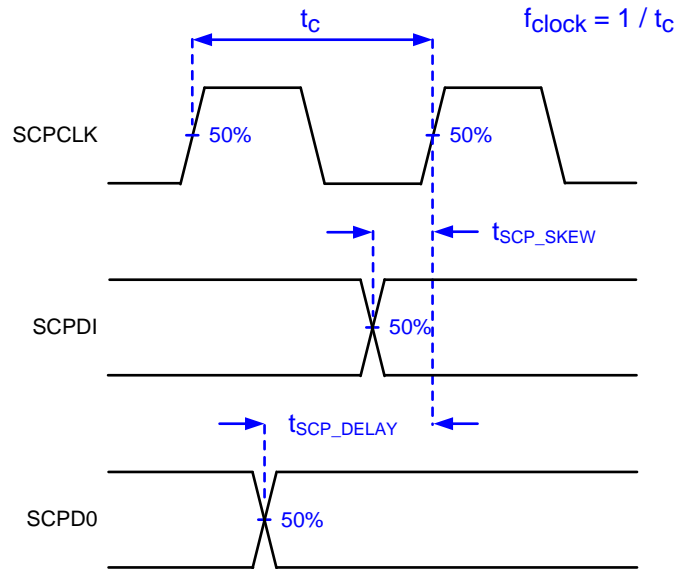 tc fclock = 1 / tc
SCPCLK 50% 50%
tSCP_SKEW
SCPDI 50%
tSCP_DELAY
SCPD0 50%